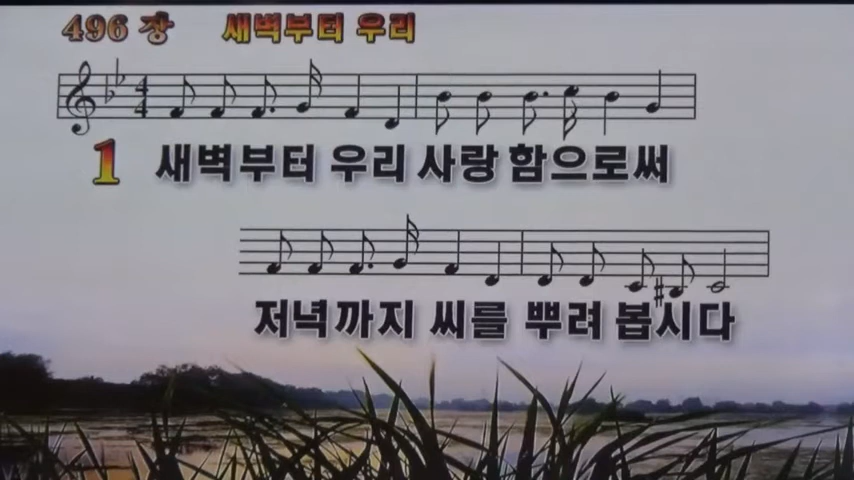 496 장 새벽부터 우리
1 새벽부터 우리 사랑 함으로써
저녁까지 씨를 뿌려 봅시다